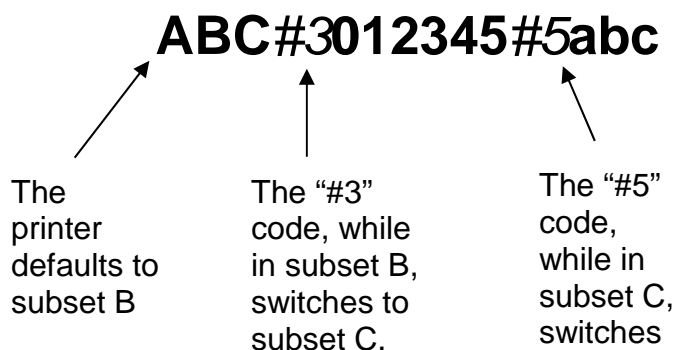 ABC#3012345#5abc
The
printer
defaults to
subset B
The “#3”
code, while
in subset B,
switches to
subset C.
The “#5”
code,
while in
subset C,
switches